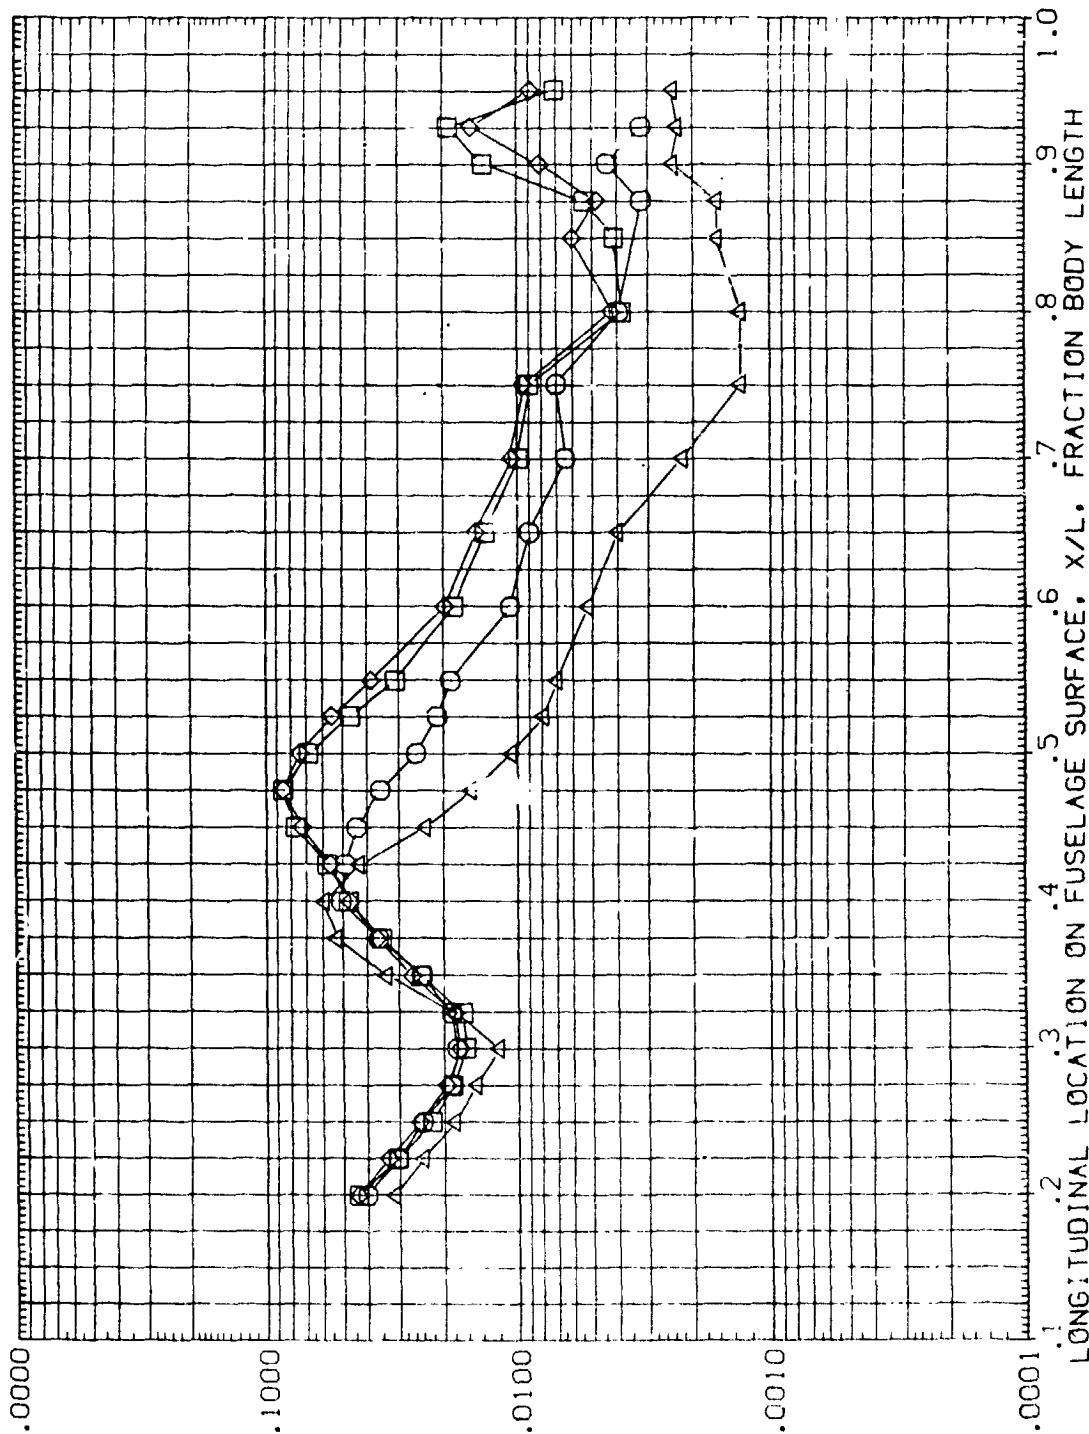 .0000
.1000
.0100
.0010
.0001
.1 .2 .3 .4 .5 .6 .7 .8 .9 1.0
LONGITUDINAL LOCATION ON FUSELAGE SURFACE, X/L, FRACTION BODY LENGTH